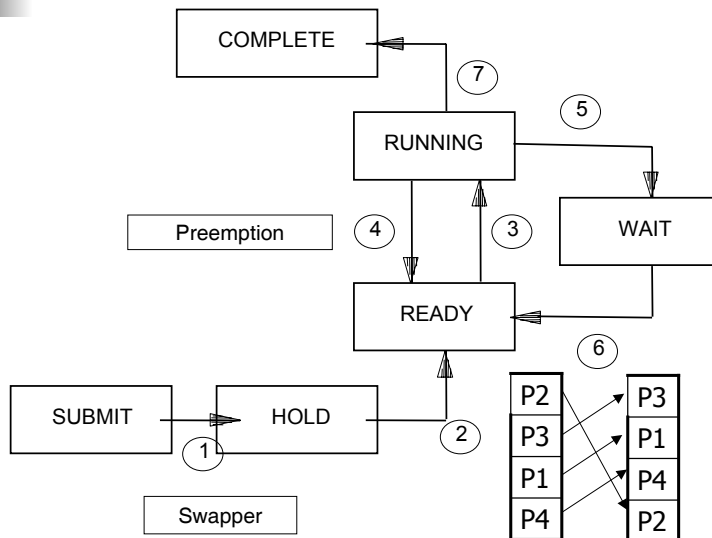 COMPLETE
7
5
RUNNING
Preemption
4
3
WAIT
READY
6
SUBMIT
HOLD
1
2
P2
P3
P1
P4
P3
P1
P4
P2
Swapper